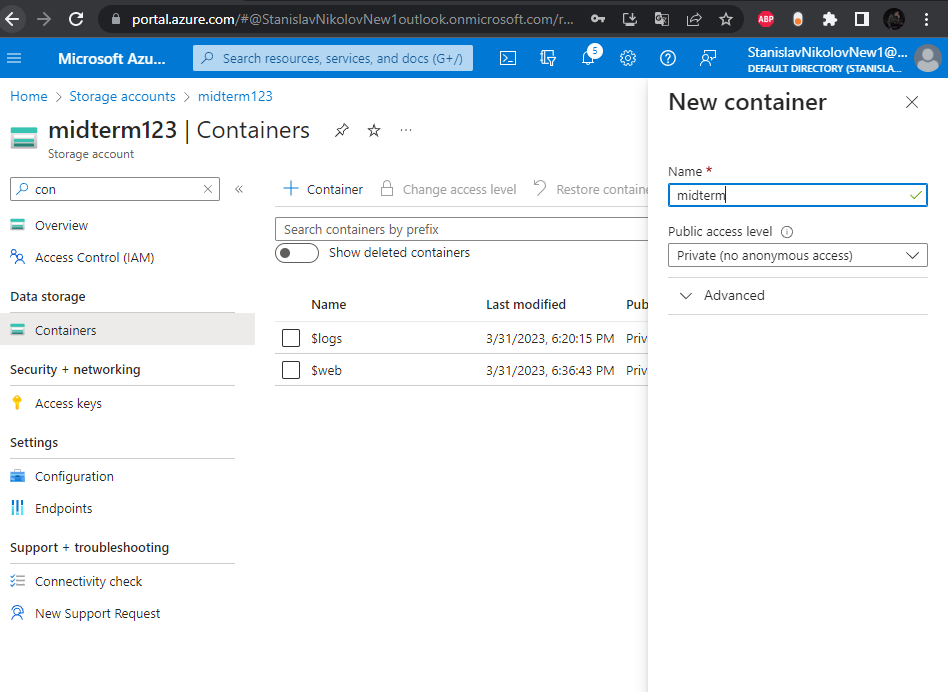 portal.azure.com/#@StanislavNikolovNew1outlook.onmicrosoft.com/r...
ABP
Microsoft Azu...
Search resources, services, and docs (G+/)
5
StanislavNikolovNew1@...
DEFAULT DIRECTORY (STANISLA...
Home > Storage accounts > midterm123
midterm123 | Containers
...
Storage account
con
«
Overview
Access Control (IAM)
Data storage
Containers
Security + networking
Access keys
Settings
Configuration
Endpoints
Support + troubleshooting
Connectivity check
New Support Request
+ Container
Change access level
Restore containe
Search containers by prefix
Show deleted containers
Name Last modified Pub
$logs 3/31/2023, 6:20:15 PM Priv
$web 3/31/2023, 6:36:43 PM Priv
New container
Name *
midterm
Public access level
Private (no anonymous access)
Advanced